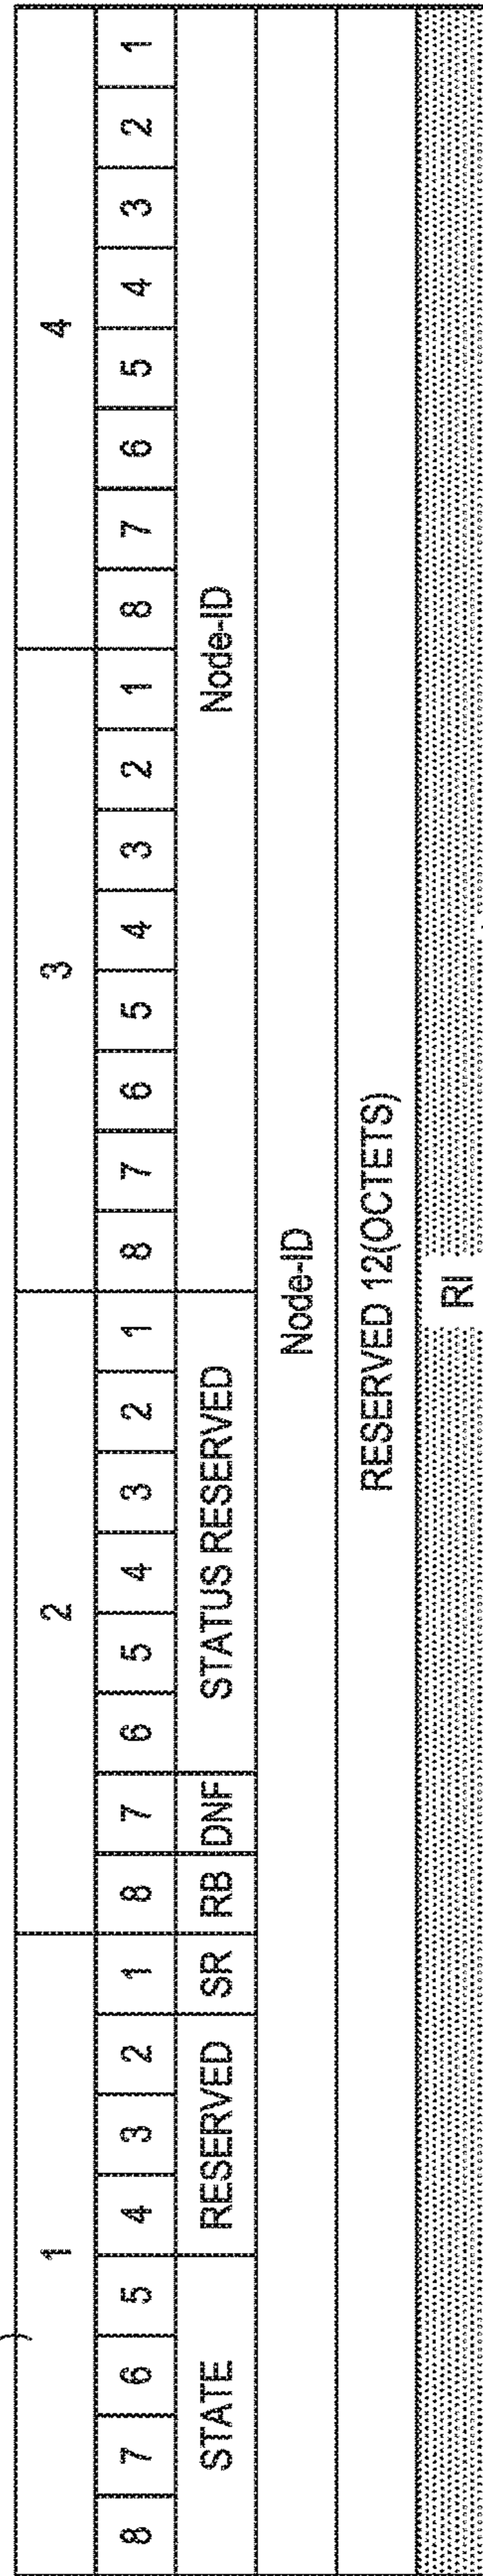 1 2 3 4
8 7 6 5 4 3 2 1 8 7 6 5 4 3 2 1 8 7 6 5 4 3 2 1 8 7 6 5 4 3 2 1
STATE RESERVED SR RB DNF STATUS RESERVED Node-ID
Node-ID
RESERVED 12(OCTETS)
RI